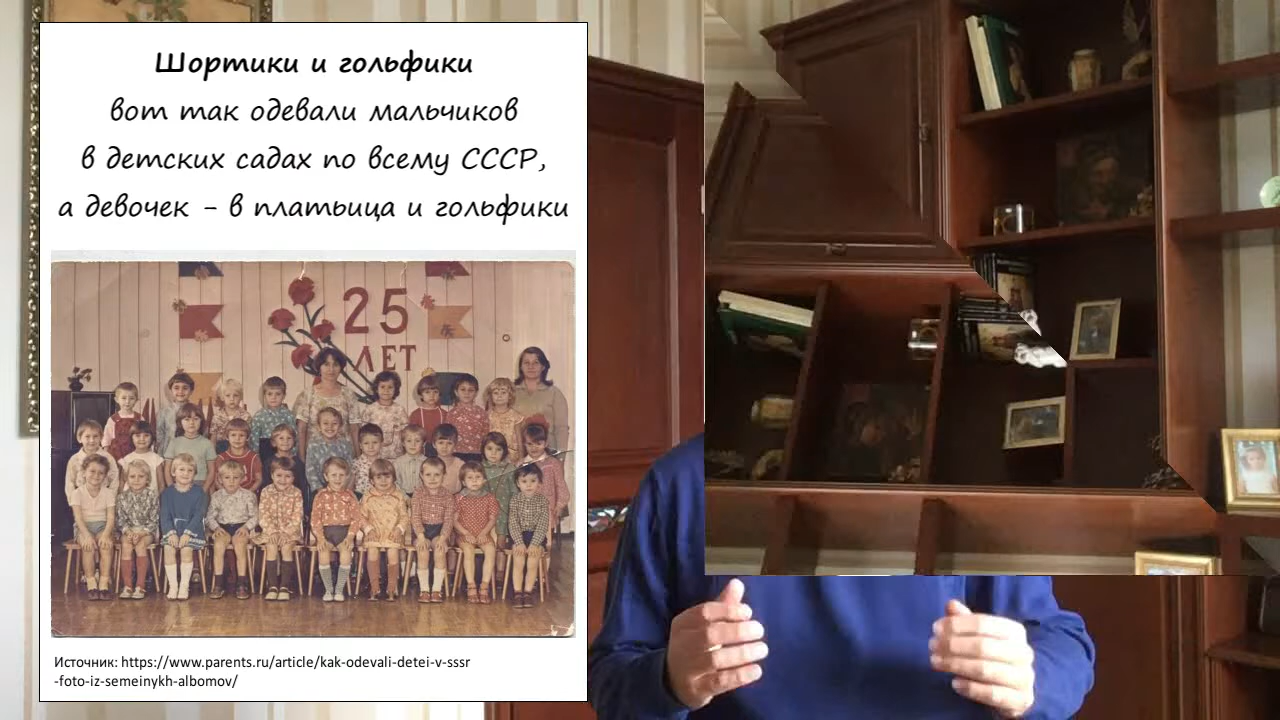 Шортики и гольфики
вот так одевали мальчиков
в детских садах по всему СССР,
а девочек - в платьица и гольфики
25
ЛЕТ
Источник: https://www.parents.ru/article/kak-odevali-detei-v-sssr
-foto-iz-semeinykh-albomov/